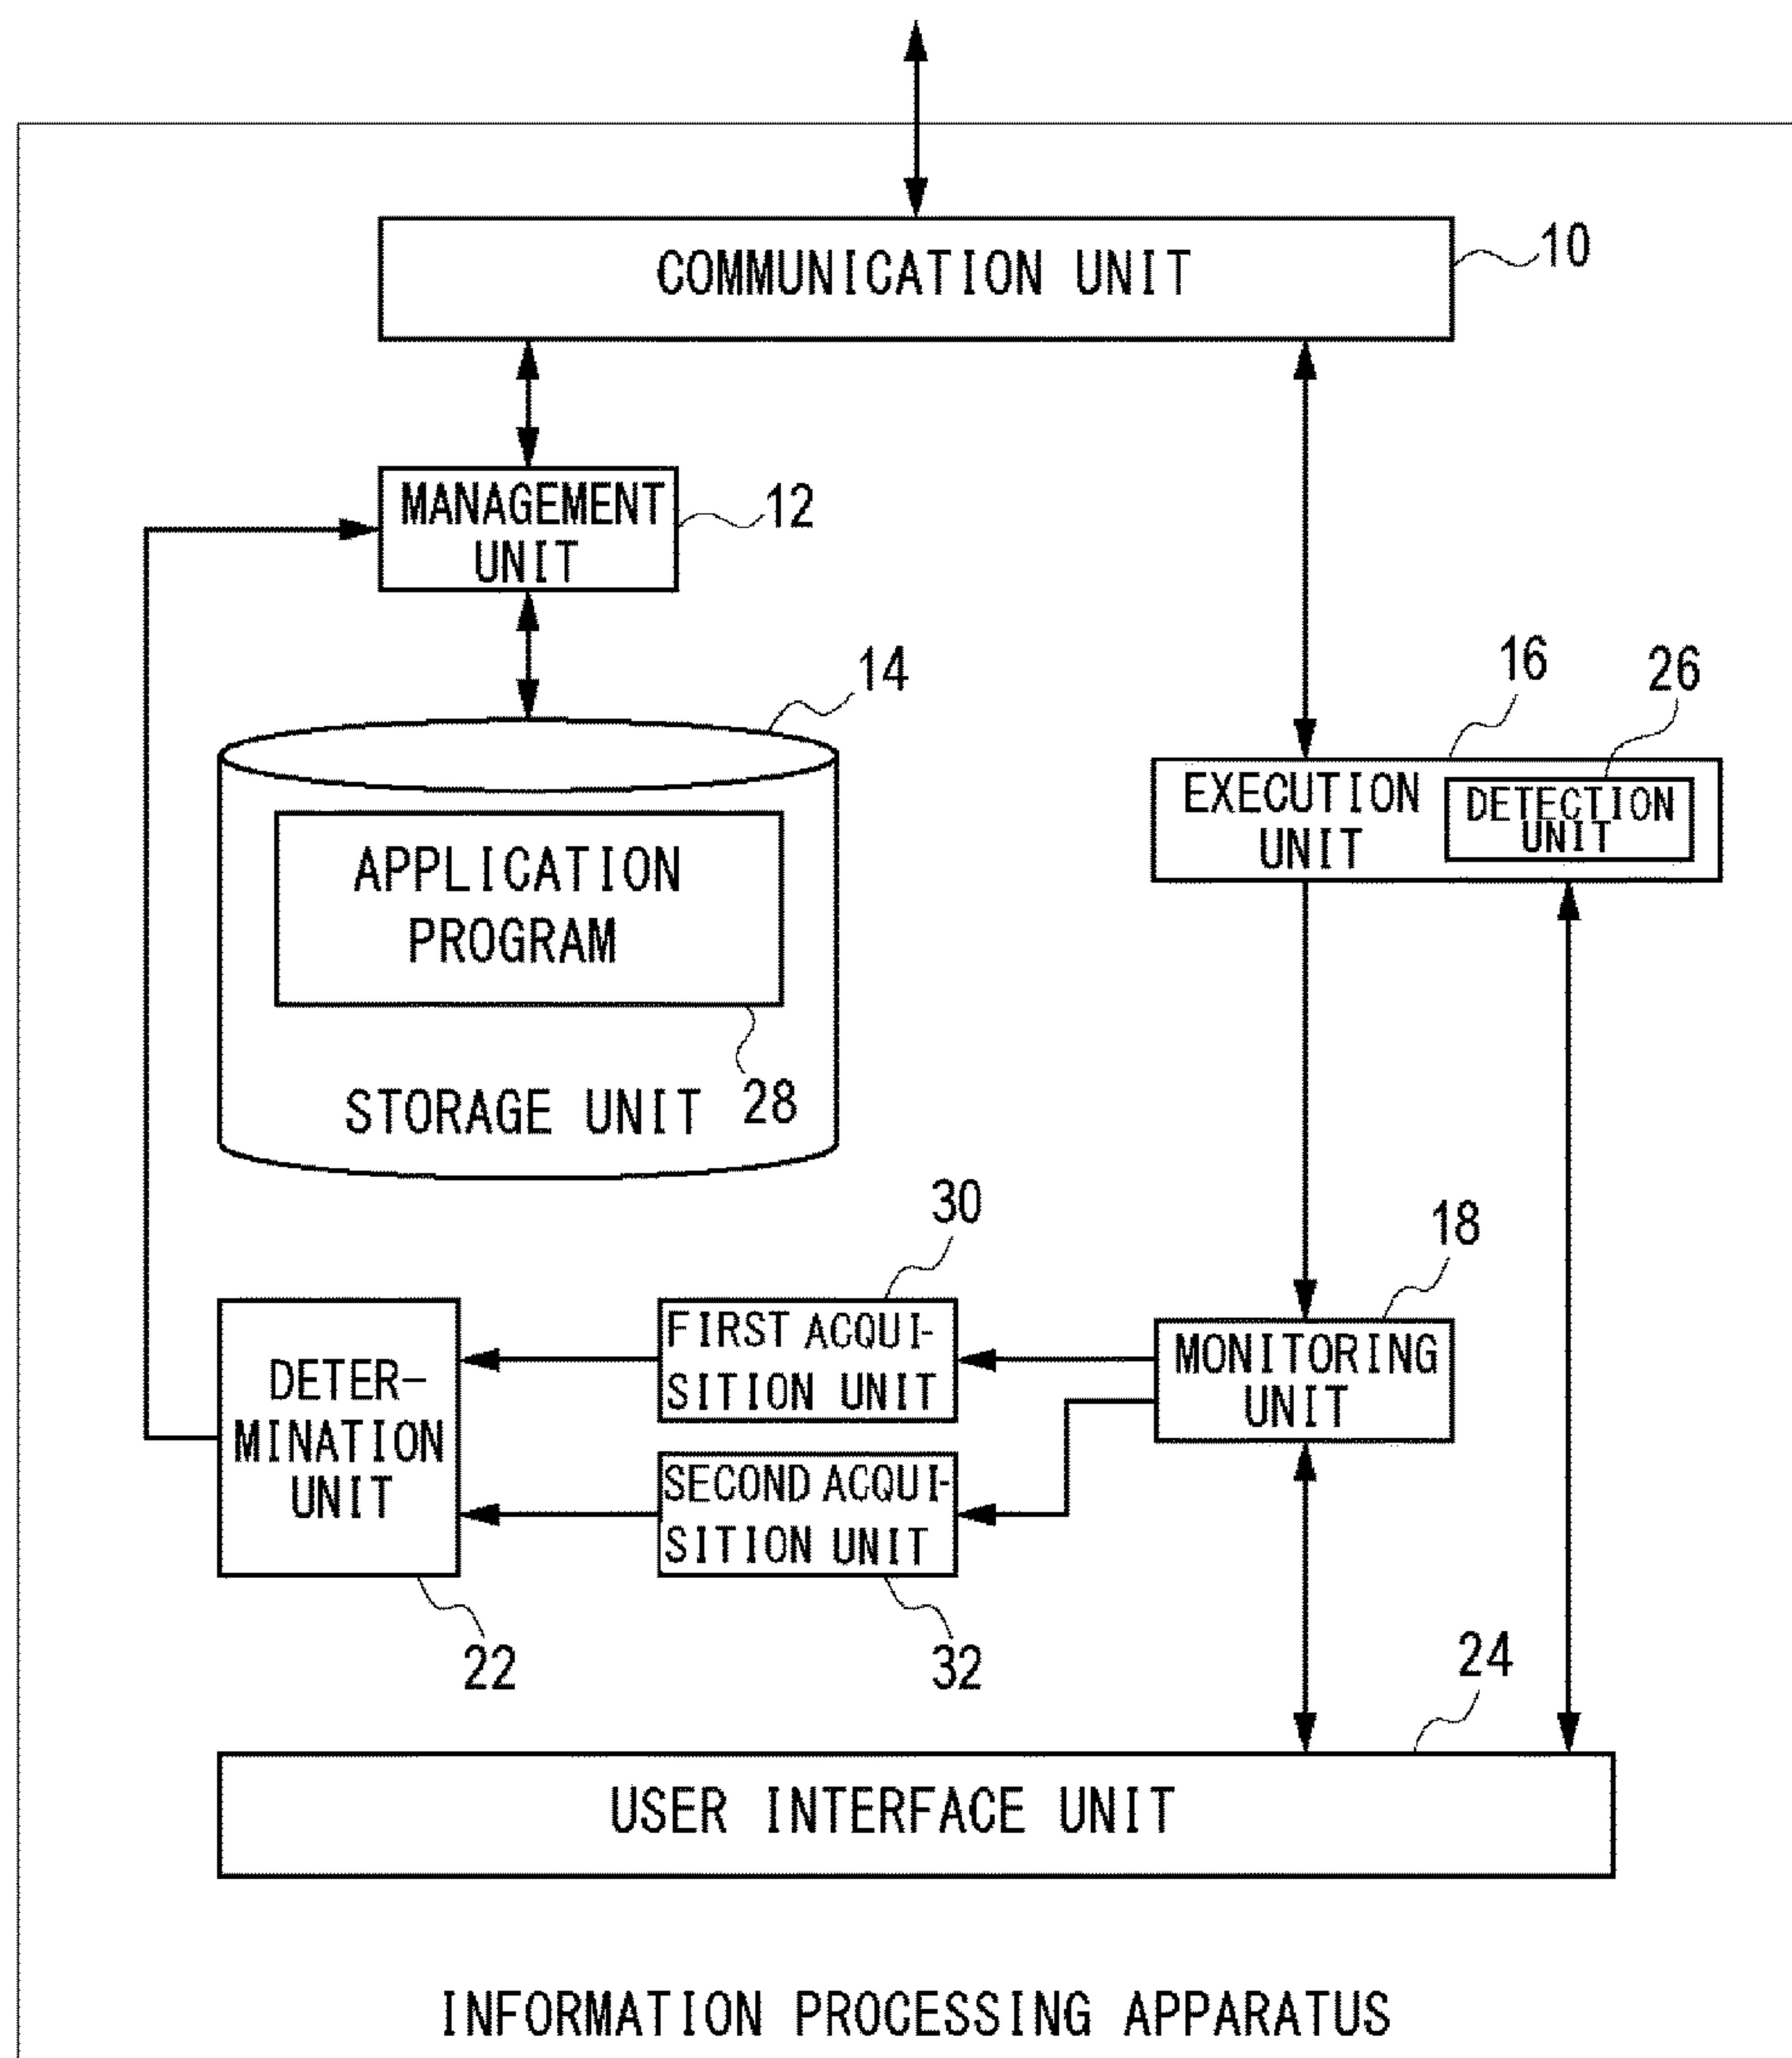 COMMUNICATION UNIT
10
MANAGEMENT
UNIT
12
14
16
26
EXECUTION
UNIT
DETECTION
UNIT
APPLICATION
PROGRAM
28
STORAGE UNIT
30
18
FIRST ACQUI-
SITION UNIT
MONITORING
UNIT
DETER-
MINATION
UNIT
SECOND ACQUI-
SITION UNIT
22
32
24
USER INTERFACE UNIT
INFORMATION PROCESSING APPARATUS